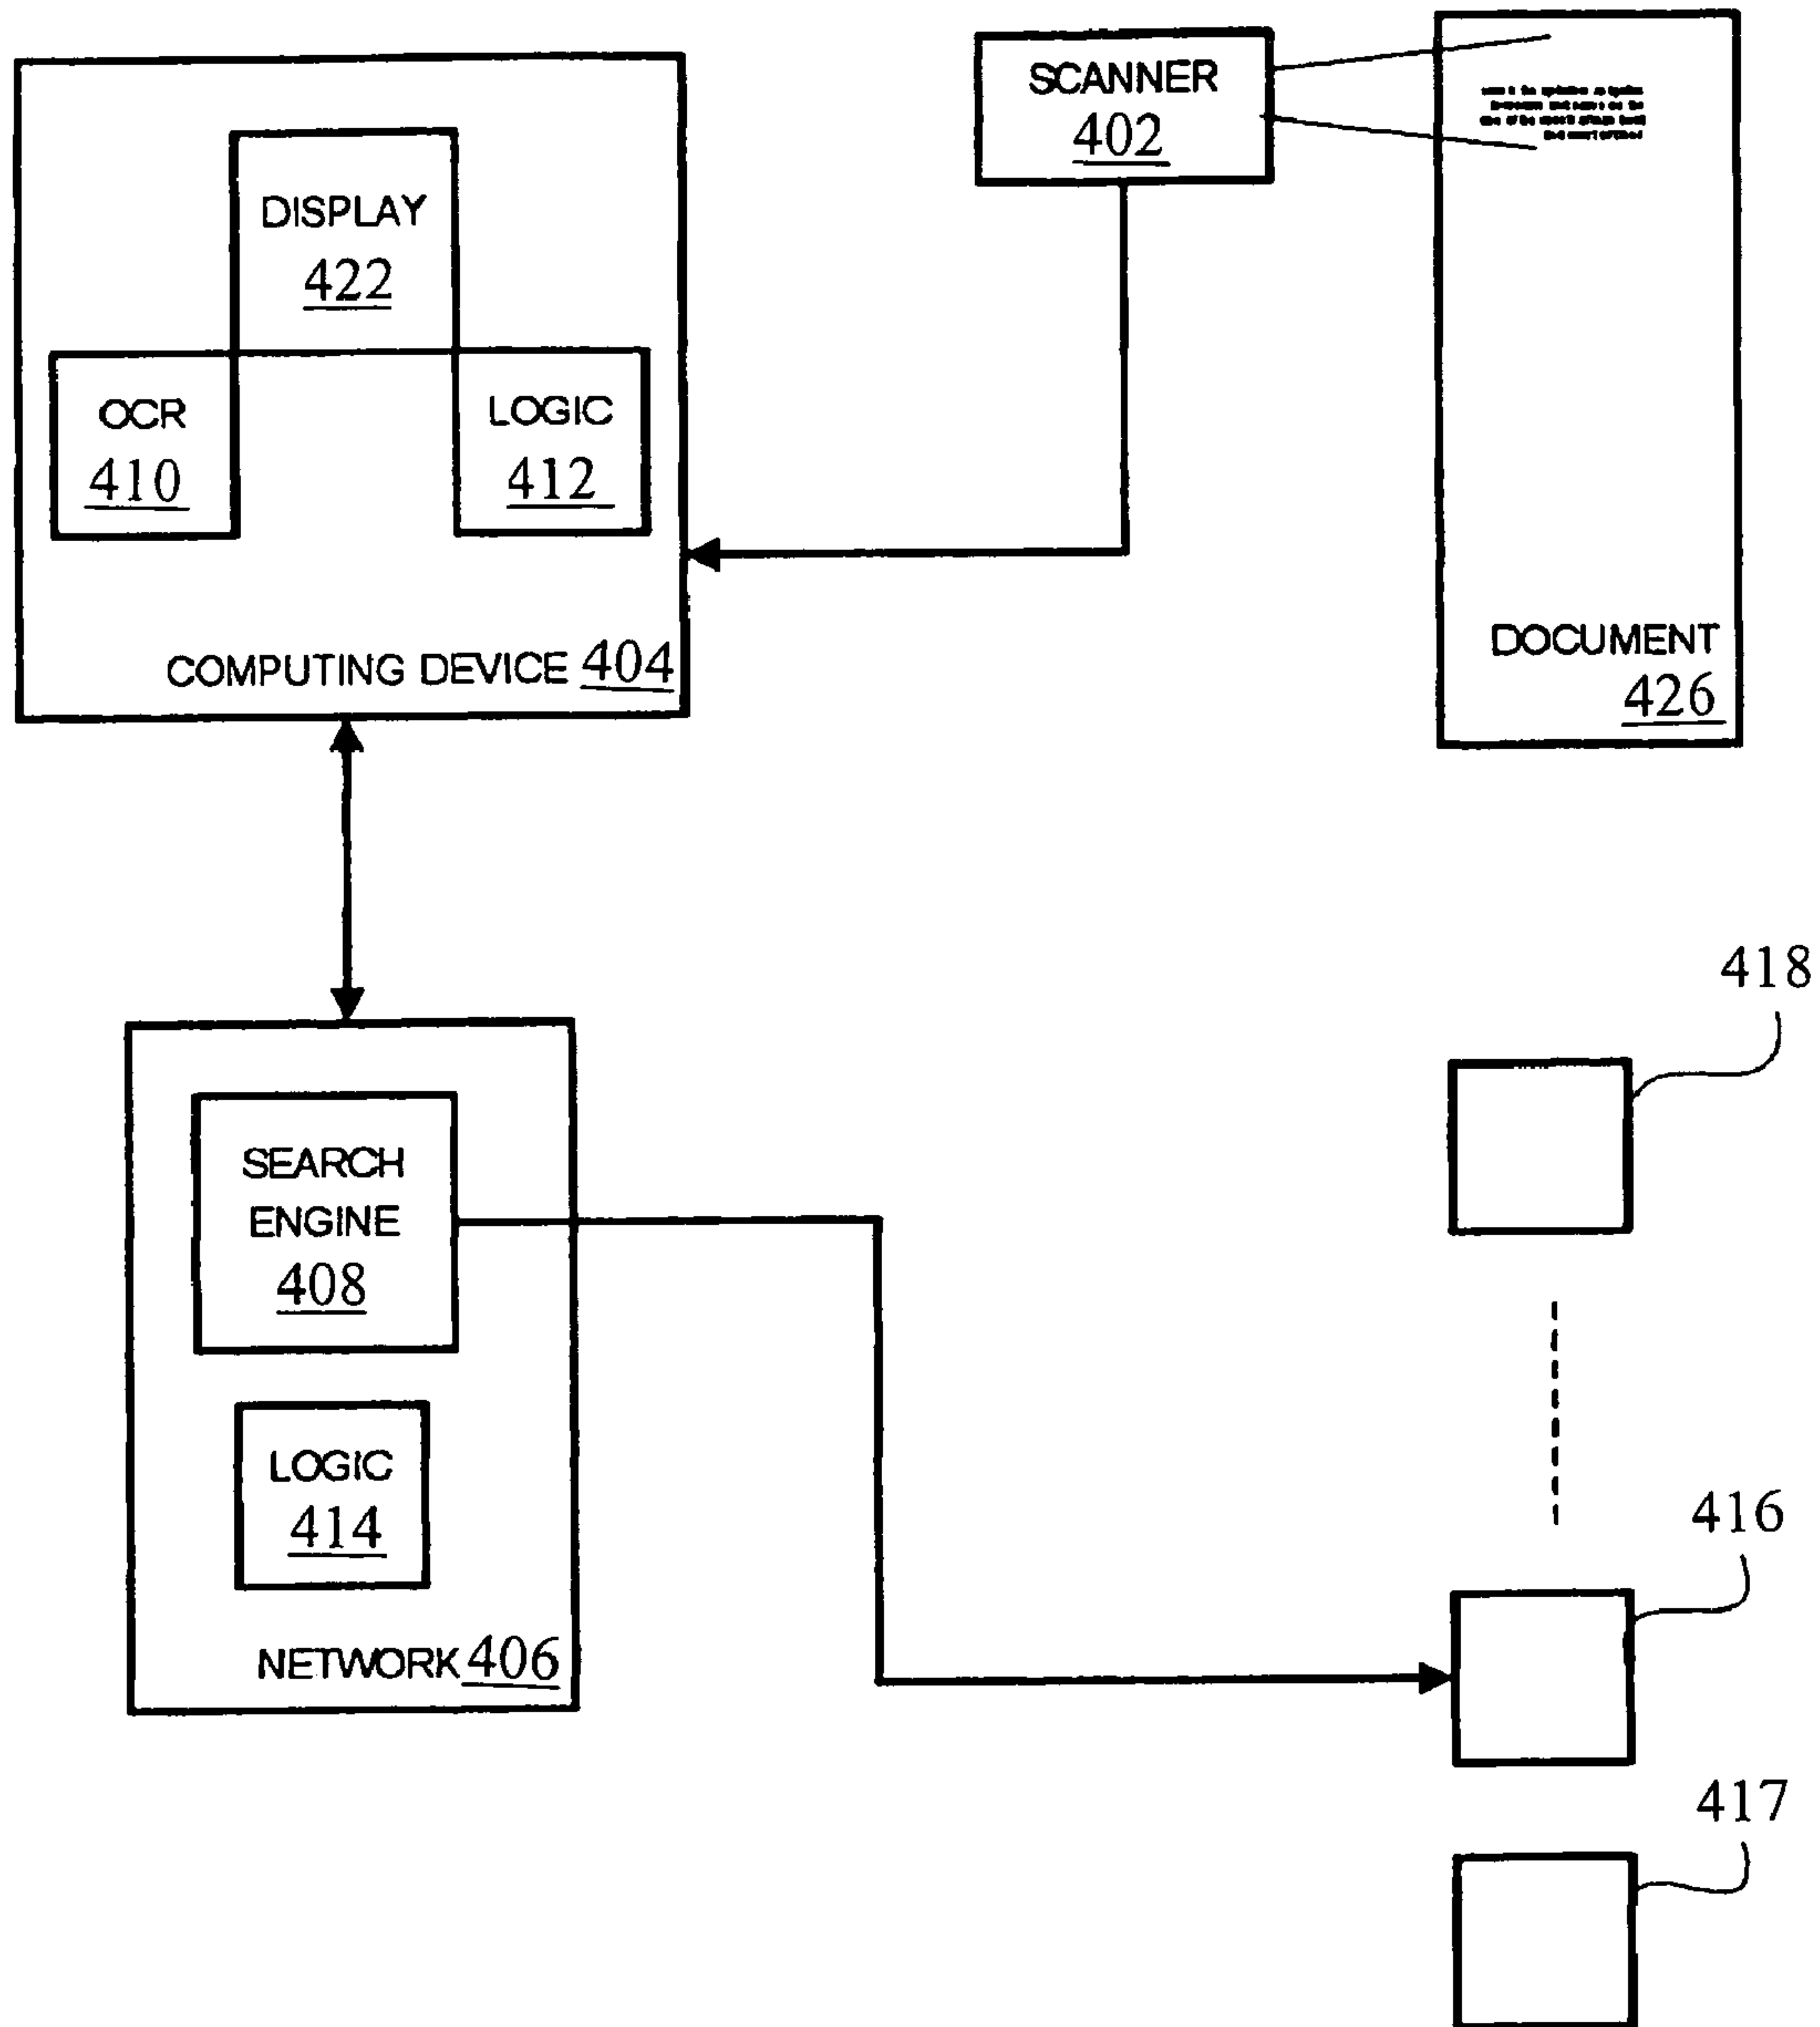 SCANNER
402
DISPLAY
422
OCR
410
LOGIC
412
COMPUTING DEVICE 404
DOCUMENT
426
418
SEARCH
ENGINE
408
LOGIC
414
416
NETWORK 406
417